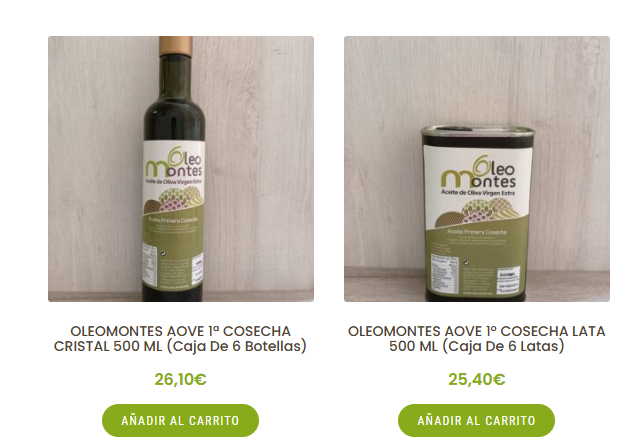 Oleo
montes
Aceite de Oliva Virgen Extra
Aceite Primera Cosecha
Oleo
montes
Aceite de Oliva Virgen Extra
Aceite Primera Cosecha
OLEOMONTES AOVE 1ª COSECHA
CRISTAL 500 ML (Caja De 6 Botellas)
26,10€
AÑADIR AL CARRITO
OLEOMONTES AOVE 1º COSECHA LATA
500 ML (Caja De 6 Latas)
25,40€
AÑADIR AL CARRITO